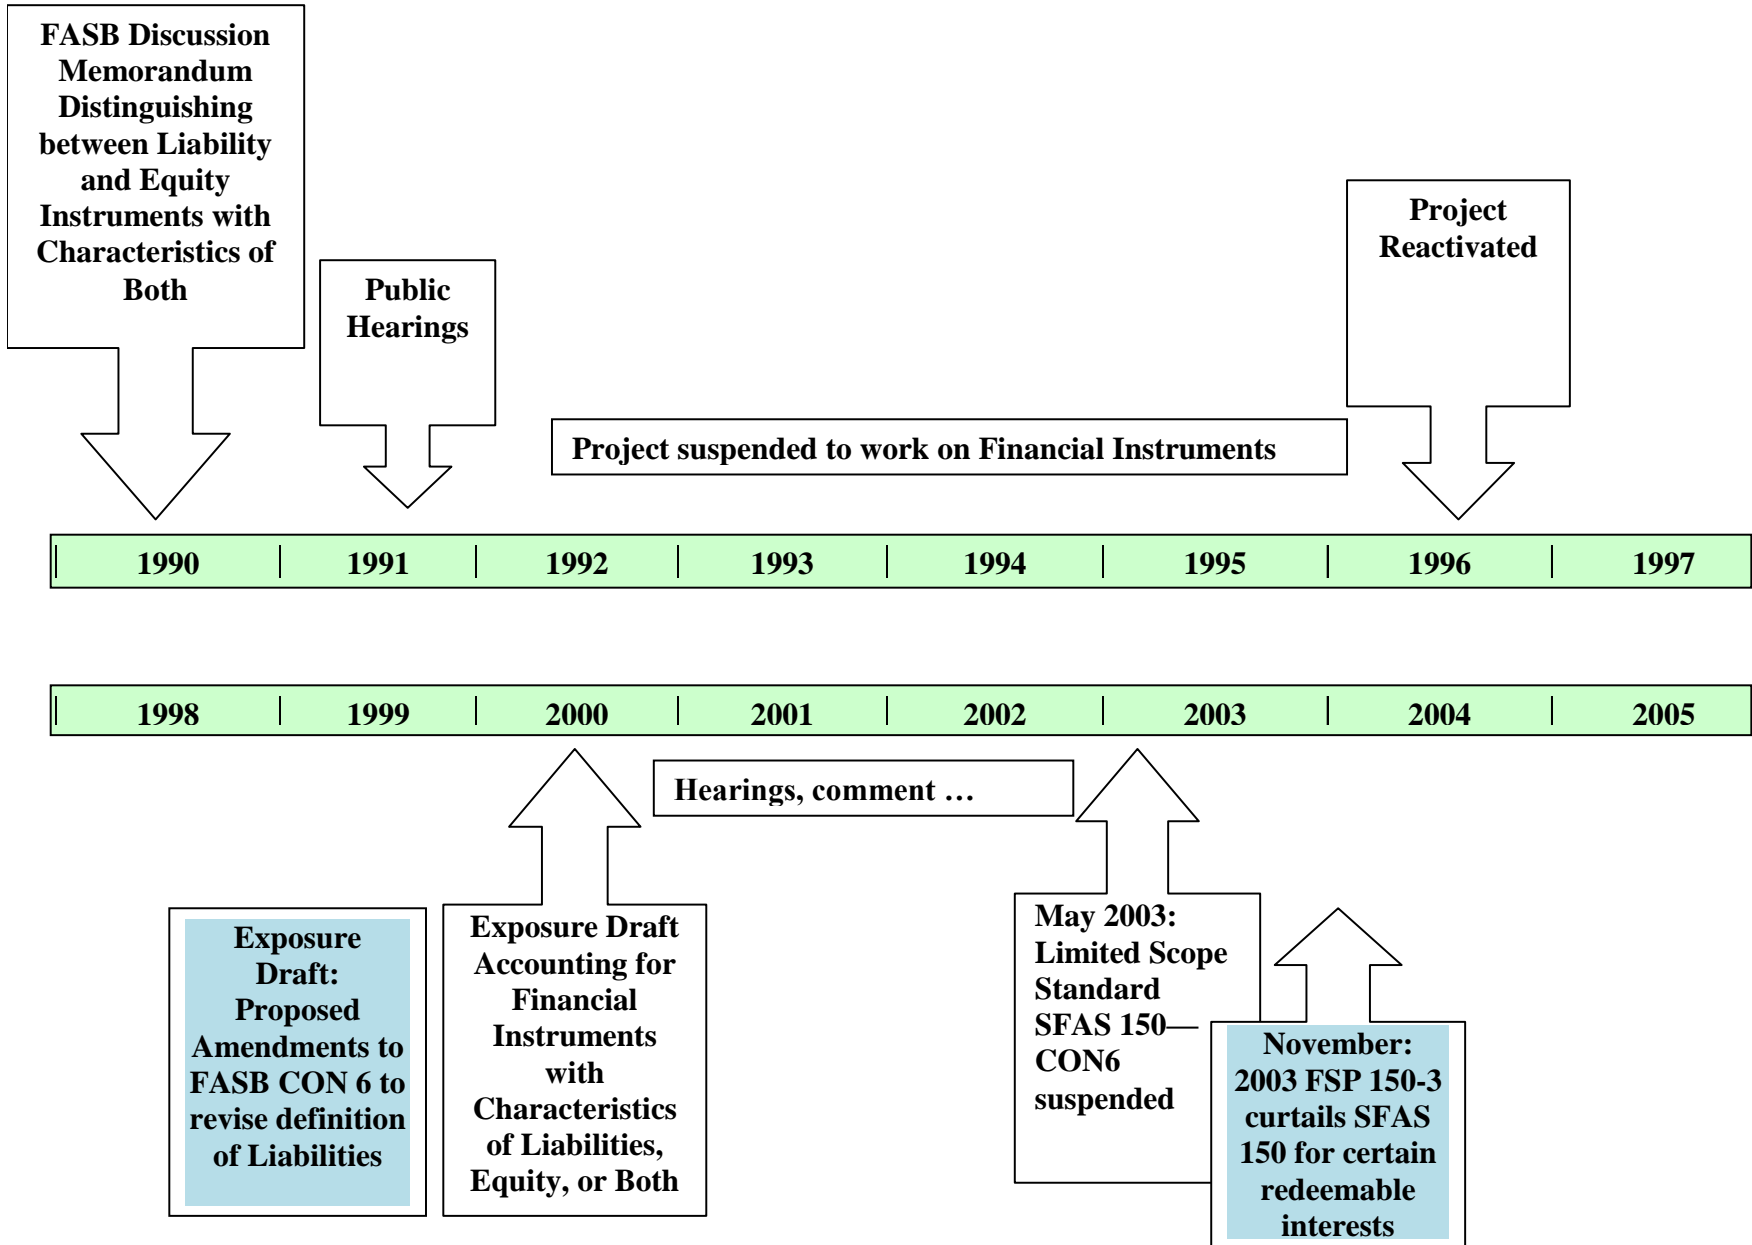 FASB Discussion
Memorandum
Distinguishing
between Liability
and Equity
Instruments with
Characteristics of
Both
Public
Hearings
Project
Reactivated
Project suspended to work on Financial Instruments
1990 1991 1992 1993 1994 1995 1996 1997
1998 1999 2000 2001 2002 2003 2004 2005
Hearings, comment …
Exposure
Draft:
Proposed
Amendments to
FASB CON 6 to
revise definition
of Liabilities
Exposure Draft
Accounting for
Financial
Instruments
with
Characteristics
of Liabilities,
Equity, or Both
May 2003:
Limited Scope
Standard
SFAS 150—
CON6
suspended
November:
2003 FSP 150-3
curtails SFAS
150 for certain
redeemable
interests